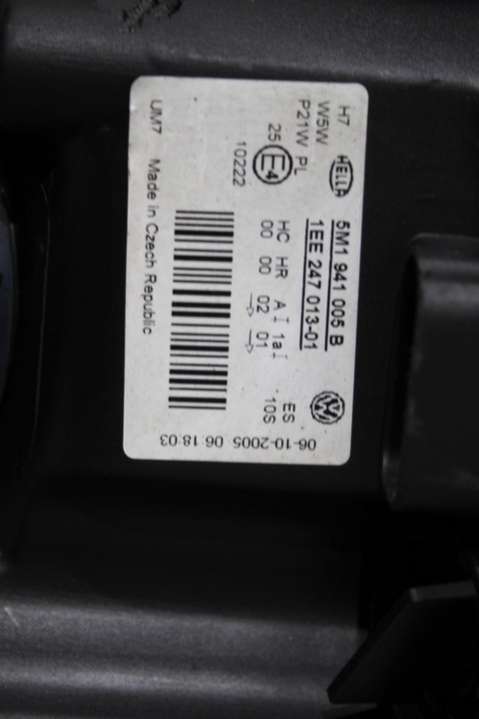 H7
W5W
P21W PL
HELLA
5M1 941 005 B
1EE 247 013-01
25 E4
10222
HC HR A 1a
00 00 02 01
ES
10S
UM7 Made in Czech Republic
06-10-2005 06 18 03